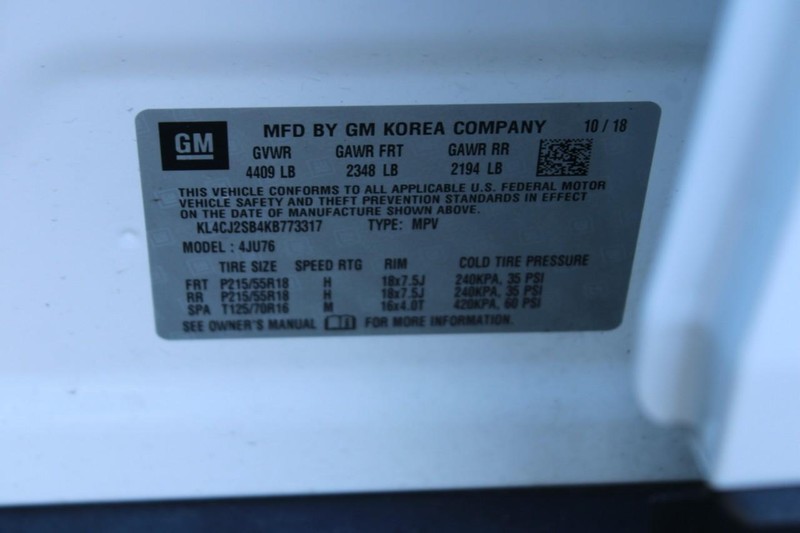 GM MFD BY GM KOREA COMPANY 10 / 18
GVWR GAWR FRT GAWR RR
4409 LB 2348 LB 2194 LB
THIS VEHICLE CONFORMS TO ALL APPLICABLE U.S. FEDERAL MOTOR
VEHICLE SAFETY AND THEFT PREVENTION STANDARDS IN EFFECT
ON THE DATE OF MANUFACTURE SHOWN ABOVE.
KL4CJ2SB4KB773317 TYPE: MPV
MODEL : 4JU76
TIRE SIZE SPEED RTG RIM COLD TIRE PRESSURE
FRT P215/55R18 H 18x7.5J 240KPA, 35 PSI
RR P215/55R18 H 18x7.5J 240KPA, 35 PSI
SPA T125/70R16 M 16x4.0T 420KPA, 60 PSI
SEE OWNER'S MANUAL FOR MORE INFORMATION.